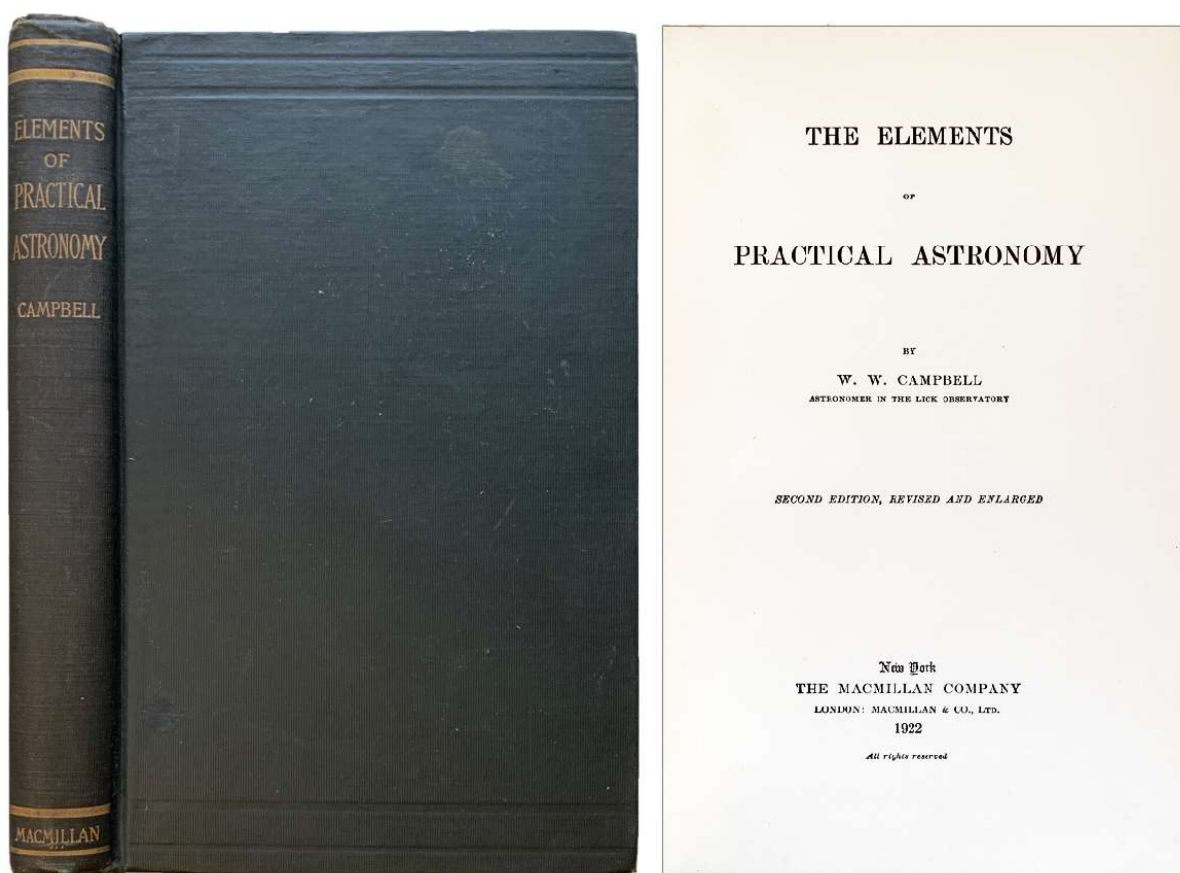 ELEMENTS
OF
PRACTICAL
ASTRONOMY
CAMPBELL
MACMILLAN
THE ELEMENTS
OF
PRACTICAL ASTRONOMY
BY
W. W. CAMPBELL
ASTRONOMER IN THE LICK OBSERVATORY
SECOND EDITION, REVISED AND ENLARGED
New York
THE MACMILLAN COMPANY
LONDON: MACMILLAN & CO., LTD.
1922
All rights reserved